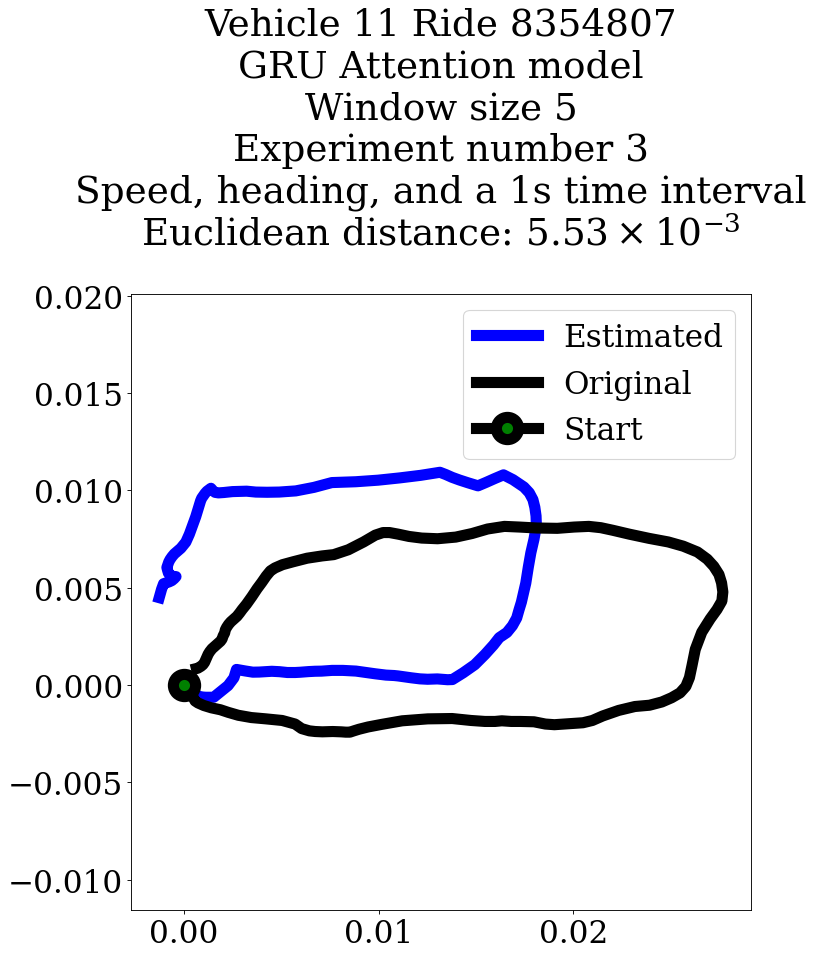 Vehicle 11 Ride 8354807
GRU Attention model
Window size 5
Experiment number 3
Speed, heading, and a 1s time interval
Euclidean distance: 5.53 × 10⁻³
0.020
0.015
0.010
0.005
0.000
−0.005
−0.010
Estimated
Original
Start
0.00 0.01 0.02